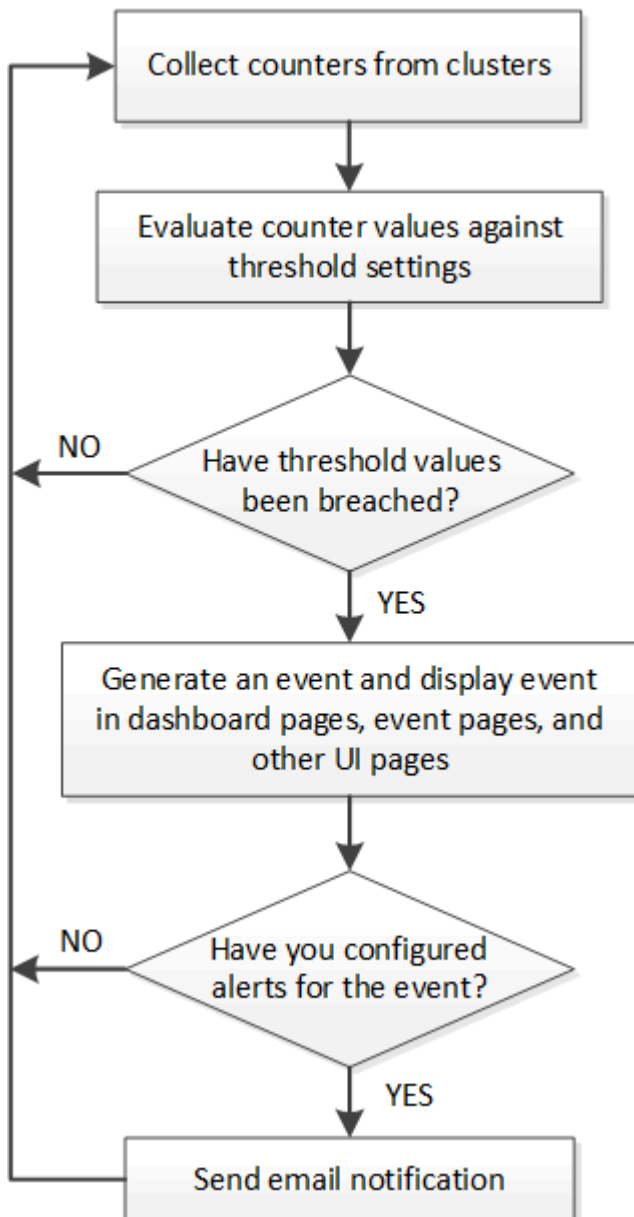 Collect counters from clusters
Evaluate counter values against
threshold settings
NO
Have threshold values
been breached?
YES
Generate an event and display event
in dashboard pages, event pages, and
other UI pages
NO
Have you configured
alerts for the event?
YES
Send email notification